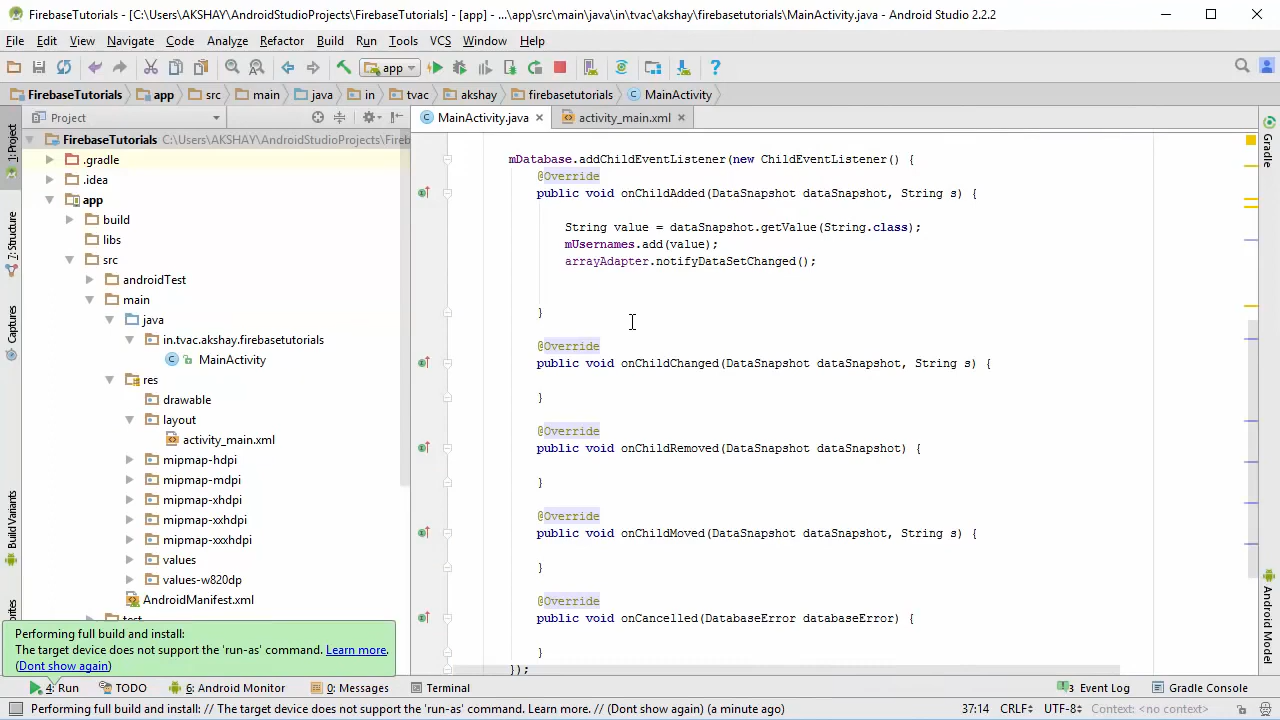 FirebaseTutorials - [C:\Users\AKSHAY\AndroidStudioProjects\FirebaseTutorials] - [app] - ...\app\src\main\java\in\tvac\akshay\firebasetutorials\MainActivity.java - Android Studio 2.2.2
File Edit View Navigate Code Analyze Refactor Build Run Tools VCS Window Help
app
FirebaseTutorials app src main java in tvac akshay firebasetutorials MainActivity
Project
MainActivity.java
activity_main.xml
1: Project
7: Structure
Captures
Build Variants
Gradle
Android Model
FirebaseTutorials C:\Users\AKSHAY\AndroidStudioProjects\Fireb
.gradle
.idea
app
build
libs
src
androidTest
main
java
in.tvac.akshay.firebasetutorials
MainActivity
res
drawable
layout
activity_main.xml
mipmap-hdpi
mipmap-mdpi
mipmap-xhdpi
mipmap-xxhdpi
mipmap-xxxhdpi
values
values-w820dp
AndroidManifest.xml
mDatabase.addChildEventListener(new ChildEventListener() {
@Override
public void onChildAdded(DataSnapshot dataSnapshot, String s) {
String value = dataSnapshot.getValue(String.class);
mUsernames.add(value);
arrayAdapter.notifyDataSetChanged();
}
@Override
public void onChildChanged(DataSnapshot dataSnapshot, String s) {
}
@Override
public void onChildRemoved(DataSnapshot dataSnapshot) {
}
@Override
public void onChildMoved(DataSnapshot dataSnapshot, String s) {
}
@Override
public void onCancelled(DatabaseError databaseError) {
}
});
Performing full build and install:
The target device does not support the 'run-as' command. Learn more.
(Dont show again)
4: Run TODO 6: Android Monitor 0: Messages Terminal 3 Event Log Gradle Console
Performing full build and install: // The target device does not support the 'run-as' command. Learn more. // (Dont show again) (a minute ago) 37:14 CRLF UTF-8 Context: <no context>